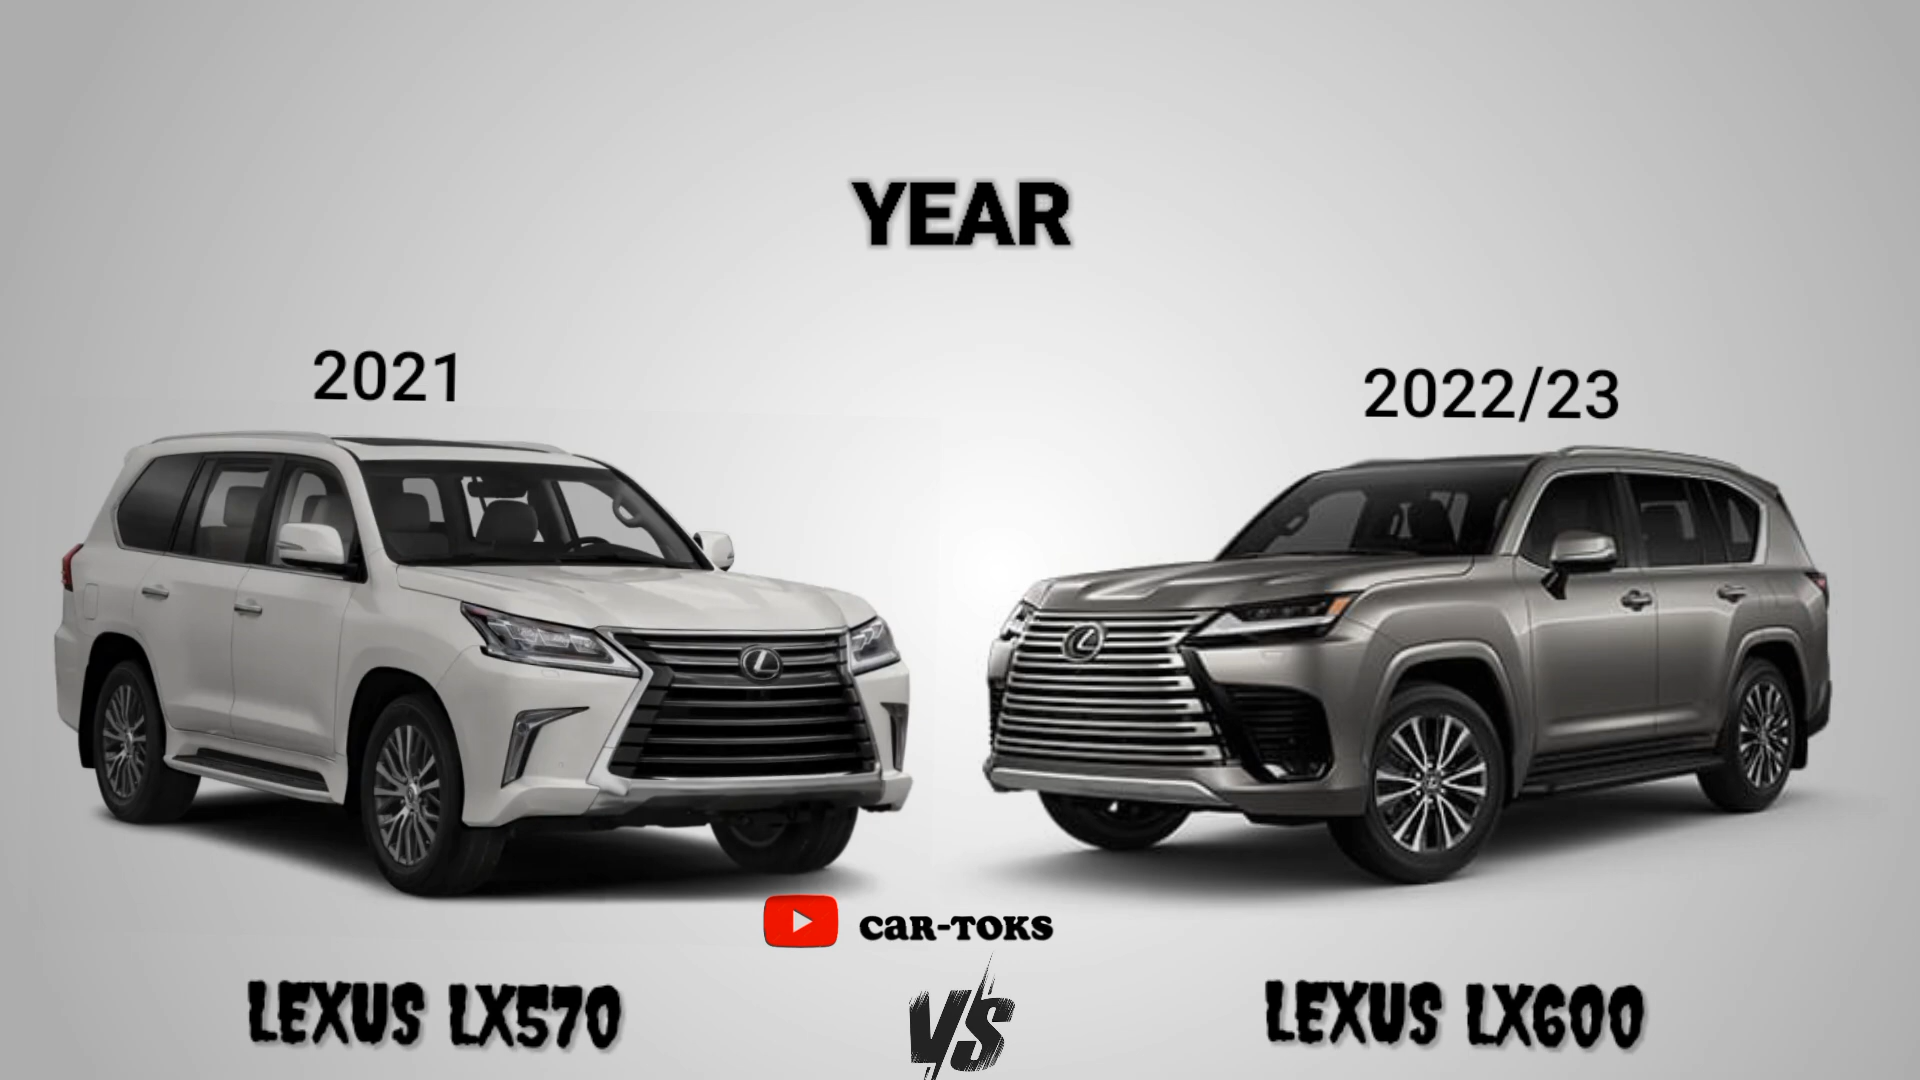 YEAR
2021
2022/23
CAR-TOKS
LEXUS LX570
VS
LEXUS LX600